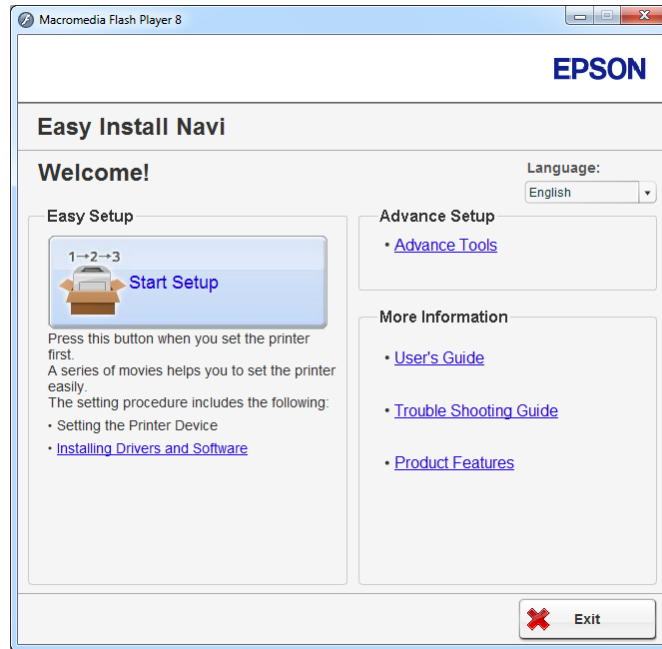 Macromedia Flash Player 8
EPSON
Easy Install Navi
Welcome!
Language:
English
Easy Setup
1→2→3
Start Setup
Press this button when you set the printer
first.
A series of movies helps you to set the printer
easily.
The setting procedure includes the following:
• Setting the Printer Device
• Installing Drivers and Software
Advance Setup
• Advance Tools
More Information
• User's Guide
• Trouble Shooting Guide
• Product Features
Exit